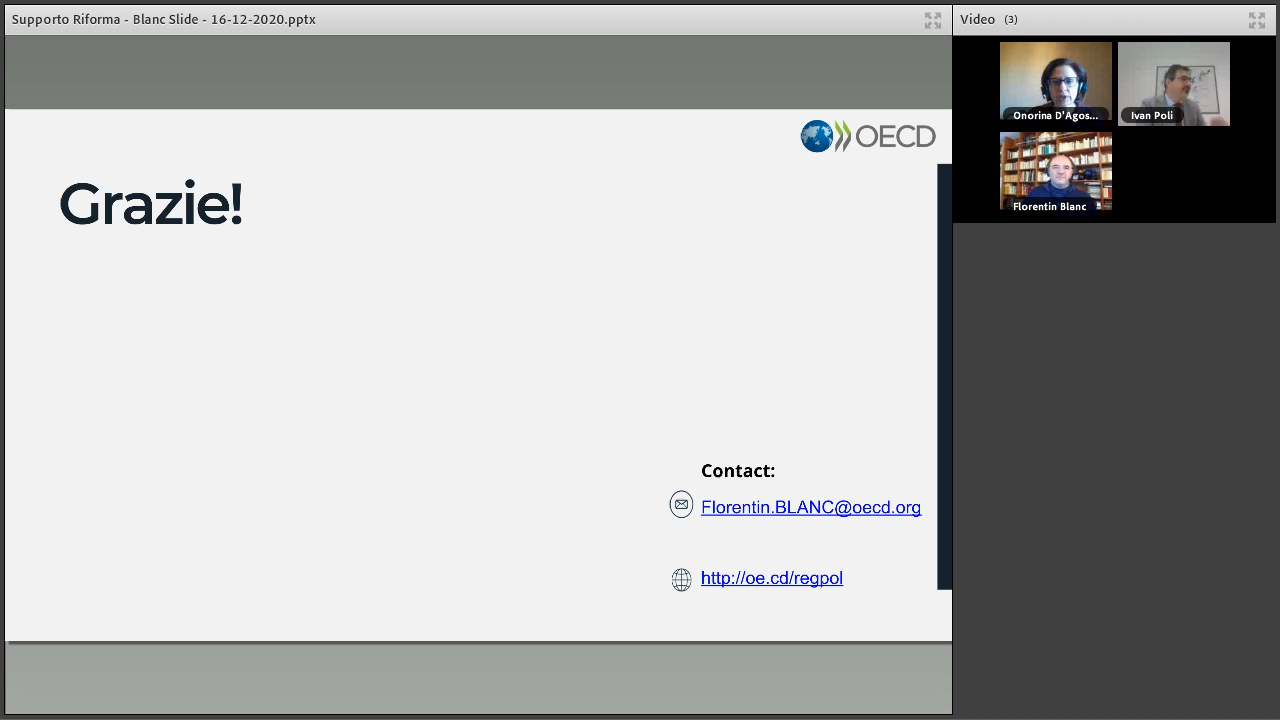 Supporto Riforma - Blanc Slide - 16-12-2020.pptx
Video (3)
OECD
Grazie!
Contact:
Florentin.BLANC@oecd.org
http://oe.cd/regpol
Onorina D'Agos...
Ivan Poli
Florentin Blanc